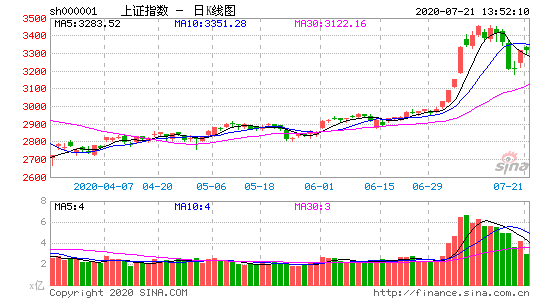 sh000001 上证指数 － 日K线图 2020-07-21 13:52:10
MA5:3283.52 MA10:3351.28 MA30:3122.16
3500
3400
3300
3200
3100
3000
2900
2800
2700
2600
sina
2020-04-07 04-20 05-06 05-18 06-01 06-15 06-29 07-21
MA5:4 MA10:4 MA30:3
8
6
4
2
x亿
Copyright 2020 SINA.COM http://finance.sina.com.cn